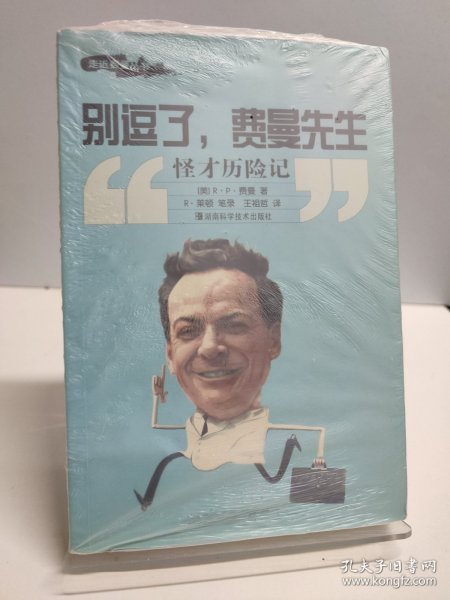 别逗了，费曼先生
“怪才历险记”
(美) R·P·费曼 著
R·莱顿 笔录 王祖哲 译
湖南科学技术出版社
孔夫子旧书网
www.kongfz.com